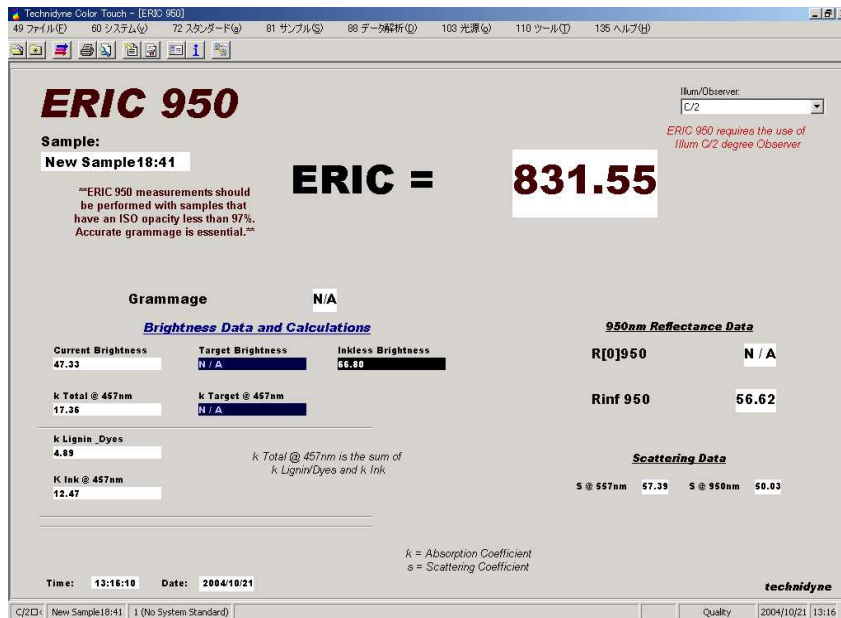 Technidyne Color Touch - [ERIC 950]
49 ファイル(F) 60 システム(V) 72 スタンダード(g) 81 サンプル(S) 88 データ解析(D) 103 光源(Q) 110 ツール(T) 135 ヘルプ(H)
ERIC 950
Illum/Observer:
C/2
ERIC 950 requires the use of
Illum C/2 degree Observer
Sample:
New Sample18:41
ERIC = 831.55
**ERIC 950 measurements should
be performed with samples that
have an ISO opacity less than 97%.
Accurate grammage is essential.**
Grammage N/A
Brightness Data and Calculations
950nm Reflectance Data
Current Brightness Target Brightness Inkless Brightness
47.33 N / A 66.80
R[0]950 N / A
k Total @ 457nm k Target @ 457nm
17.36 N / A
Rinf 950 56.62
k Lignin _Dyes
4.89
k Total @ 457nm is the sum of
k Lignin/Dyes and k Ink
K Ink @ 457nm
12.47
Scattering Data
S @ 557nm 57.39 S @ 950nm 50.03
k = Absorption Coefficient
s = Scattering Coefficient
Time: 13:16:10 Date: 2004/10/21
technidyne
New Sample18:41 1 (No System Standard) Quality 2004/10/21 13:16